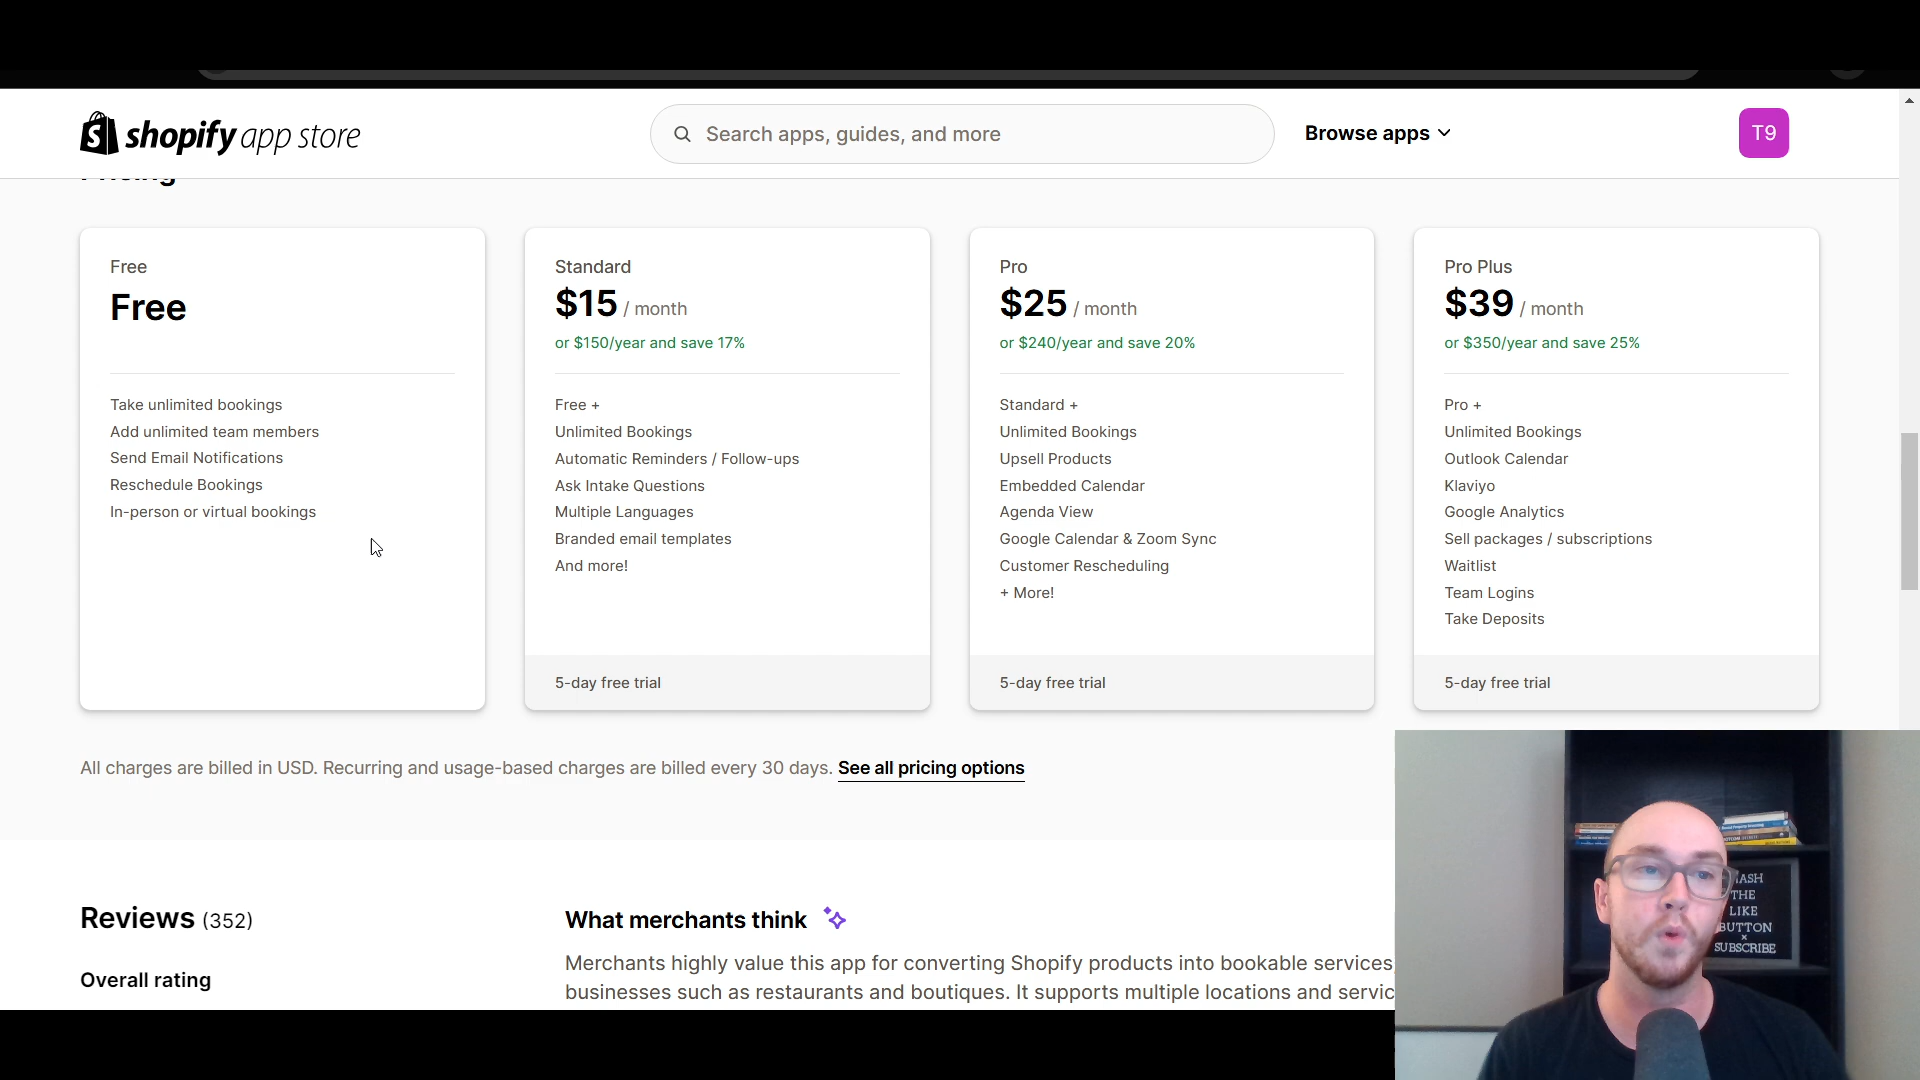 shopify app store
Search apps, guides, and more
Browse apps
T9
Pricing
Free
Free
Take unlimited bookings
Add unlimited team members
Send Email Notifications
Reschedule Bookings
In-person or virtual bookings
Standard
$15 / month
or $150/year and save 17%
Free +
Unlimited Bookings
Automatic Reminders / Follow-ups
Ask Intake Questions
Multiple Languages
Branded email templates
And more!
5-day free trial
Pro
$25 / month
or $240/year and save 20%
Standard +
Unlimited Bookings
Upsell Products
Embedded Calendar
Agenda View
Google Calendar & Zoom Sync
Customer Rescheduling
+ More!
5-day free trial
Pro Plus
$39 / month
or $350/year and save 25%
Pro +
Unlimited Bookings
Outlook Calendar
Klaviyo
Google Analytics
Sell packages / subscriptions
Waitlist
Team Logins
Take Deposits
5-day free trial
All charges are billed in USD. Recurring and usage-based charges are billed every 30 days. See all pricing options
Reviews (352)
Overall rating
What merchants think
Merchants highly value this app for converting Shopify products into bookable services,
businesses such as restaurants and boutiques. It supports multiple locations and servic
THE
LIKE
BUTTON
×
SUBSCRIBE